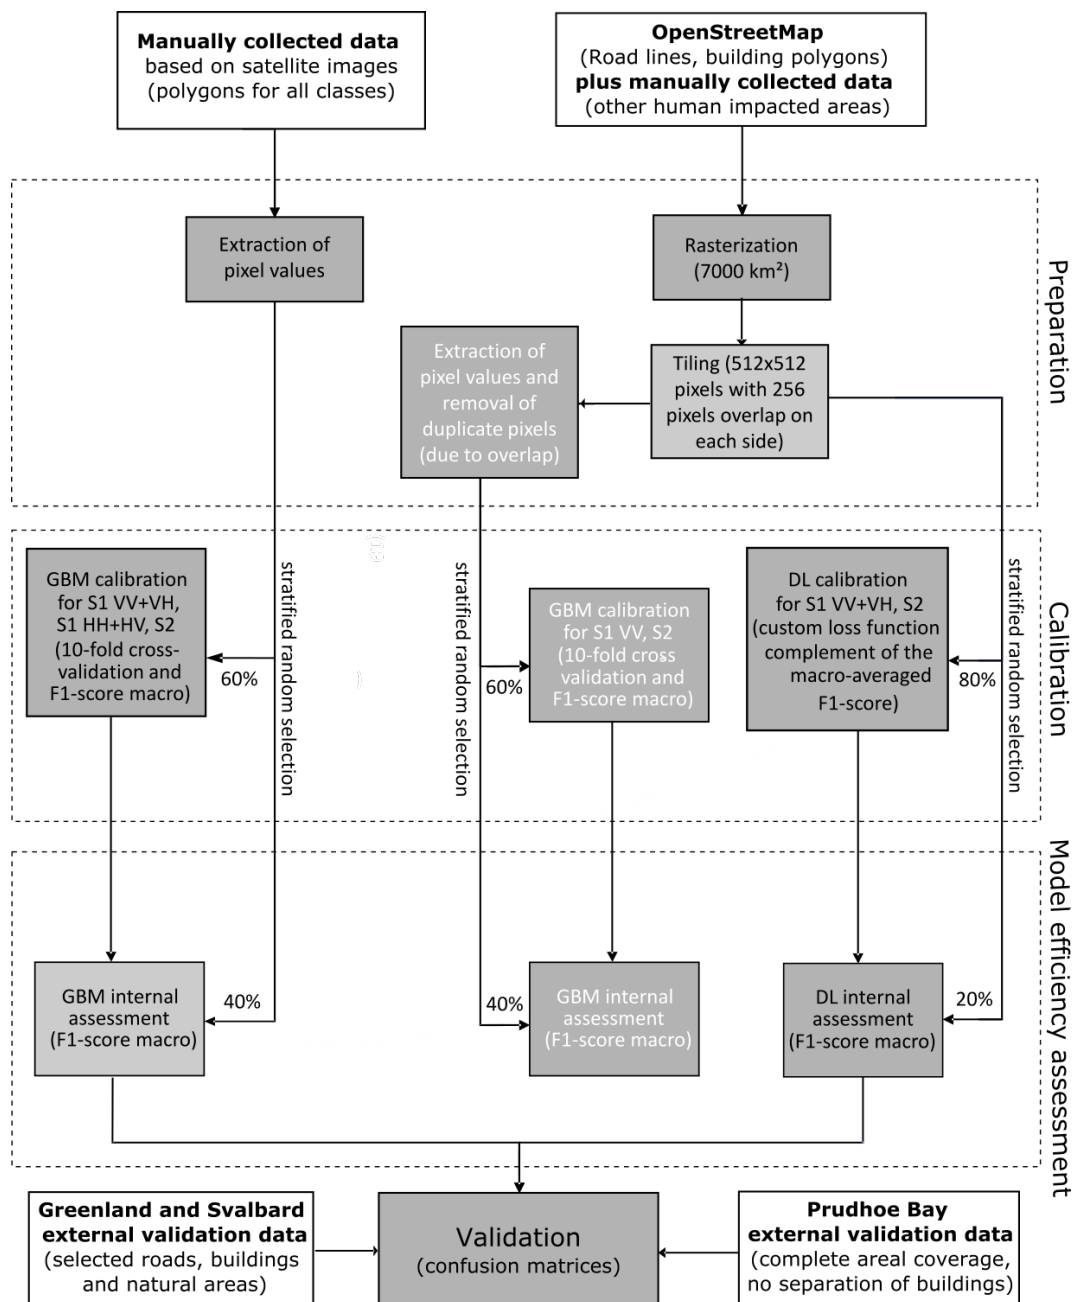 Manually collected data
based on satellite images
(polygons for all classes)
OpenStreetMap
(Road lines, building polygons)
plus manually collected data
(other human impacted areas)
Preparation
Extraction of
pixel values
Rasterization
(7000 km²)
Extraction of
pixel values and
removal of
duplicate pixels
(due to overlap)
Tiling (512x512
pixels with 256
pixels overlap on
each side)
Calibration
GBM calibration
for S1 VV+VH,
S1 HH+HV, S2
(10-fold cross-
validation and
F1-score macro)
60%
stratified random selection
stratified random selection
60%
GBM calibration
for S1 VV, S2
(10-fold cross
validation and
F1-score macro)
DL calibration
for S1 VV+VH, S2
(custom loss function
complement of the
macro-averaged
F1-score)
80%
stratified random selection
Model efficiency assessment
GBM internal
assessment
(F1-score macro)
40%
40%
GBM internal
assessment
(F1-score macro)
DL internal
assessment
(F1-score macro)
20%
Greenland and Svalbard
external validation data
(selected roads, buildings
and natural areas)
Validation
(confusion matrices)
Prudhoe Bay
external validation data
(complete areal coverage,
no separation of buildings)